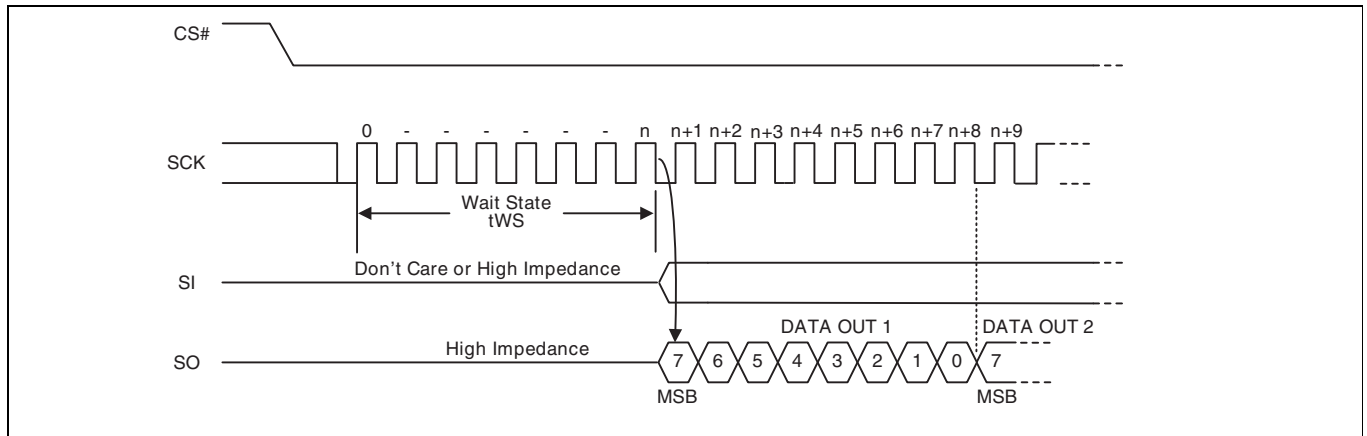 CS#
0 - - - - - - n n+1 n+2 n+3 n+4 n+5 n+6 n+7 n+8 n+9
SCK
Wait State
tWS
Don't Care or High Impedance
SI
DATA OUT 1 DATA OUT 2
High Impedance
SO 7 6 5 4 3 2 1 0 7
MSB MSB